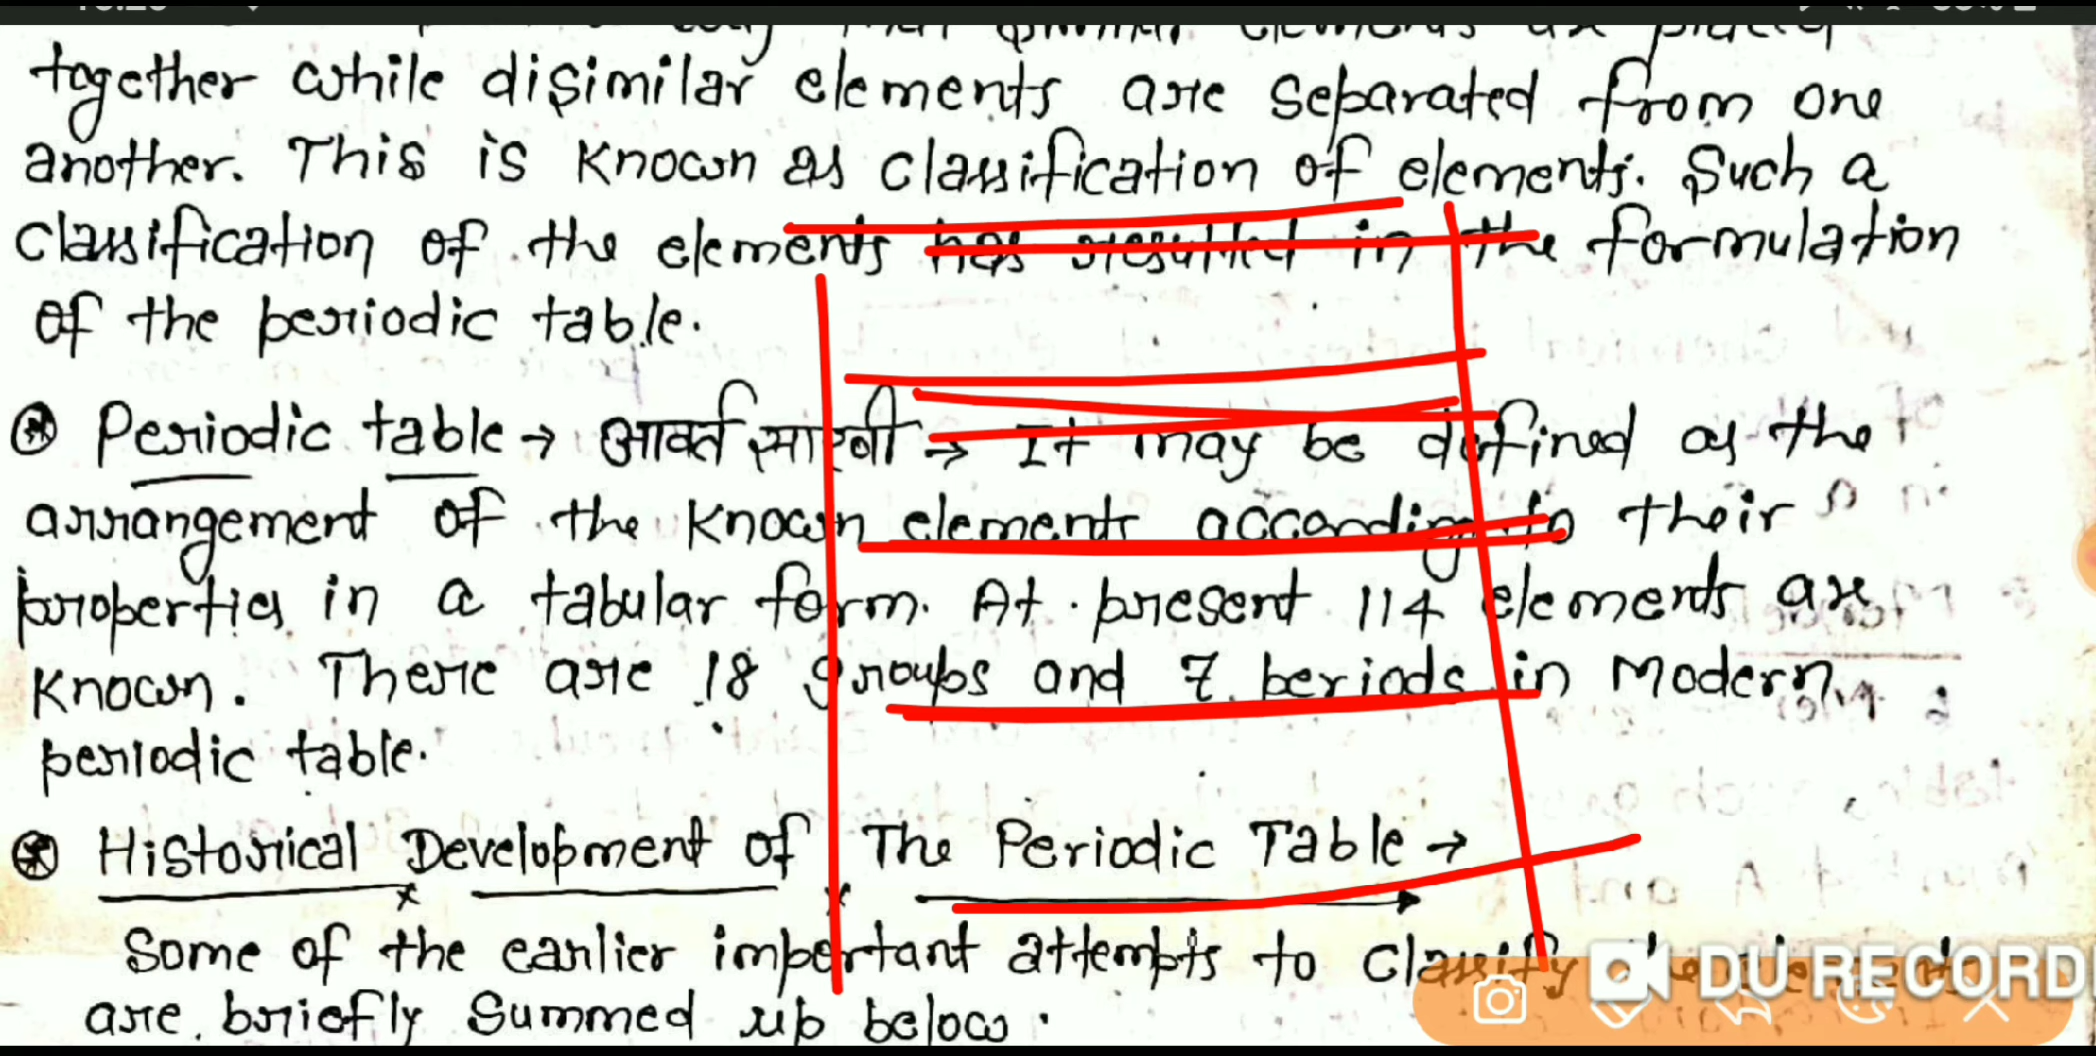 together while disimilar elements are separated from one
another. This is known as classification of elements. Such a
classification of the elements has resulted in the formulation
of the periodic table.
Periodic table → आवर्त सारणी → It may be defined as the
arrangement of the known elements according to their
properties in a tabular form. At present 114 elements are
known. There are 18 groups and 7 periods in Modern
periodic table.
Historical Development of The Periodic Table →
Some of the earlier important attempts to classify the elements
are briefly summed up below.
DU RECORD